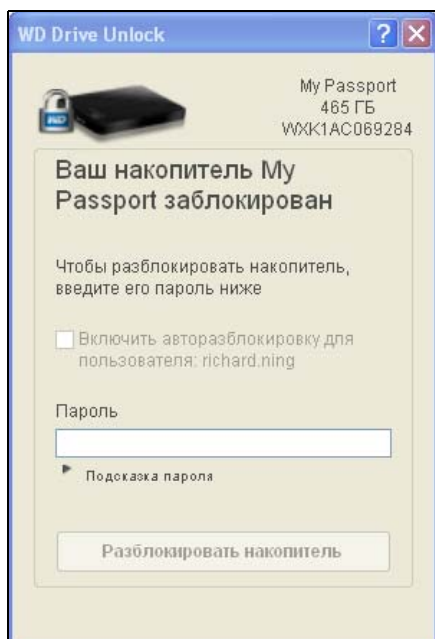 WD Drive Unlock
?
My Passport
465 ГБ
WXK1AC069284
WD
Ваш накопитель My
Passport заблокирован
Чтобы разблокировать накопитель,
введите его пароль ниже
Включить авторазблокировку для
пользователя: richard.ning
Пароль
Подсказка пароля
Разблокировать накопитель